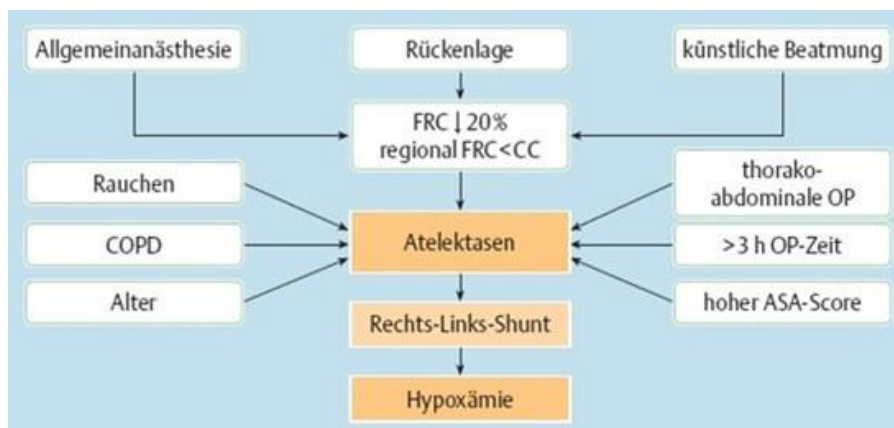 Allgemeinanästhesie
Rückenlage
künstliche Beatmung
FRC ↓ 20%
regional FRC<CC
Rauchen
thorako-
abdominale OP
COPD
Atelektasen
>3 h OP-Zeit
Alter
hoher ASA-Score
Rechts-Links-Shunt
Hypoxämie